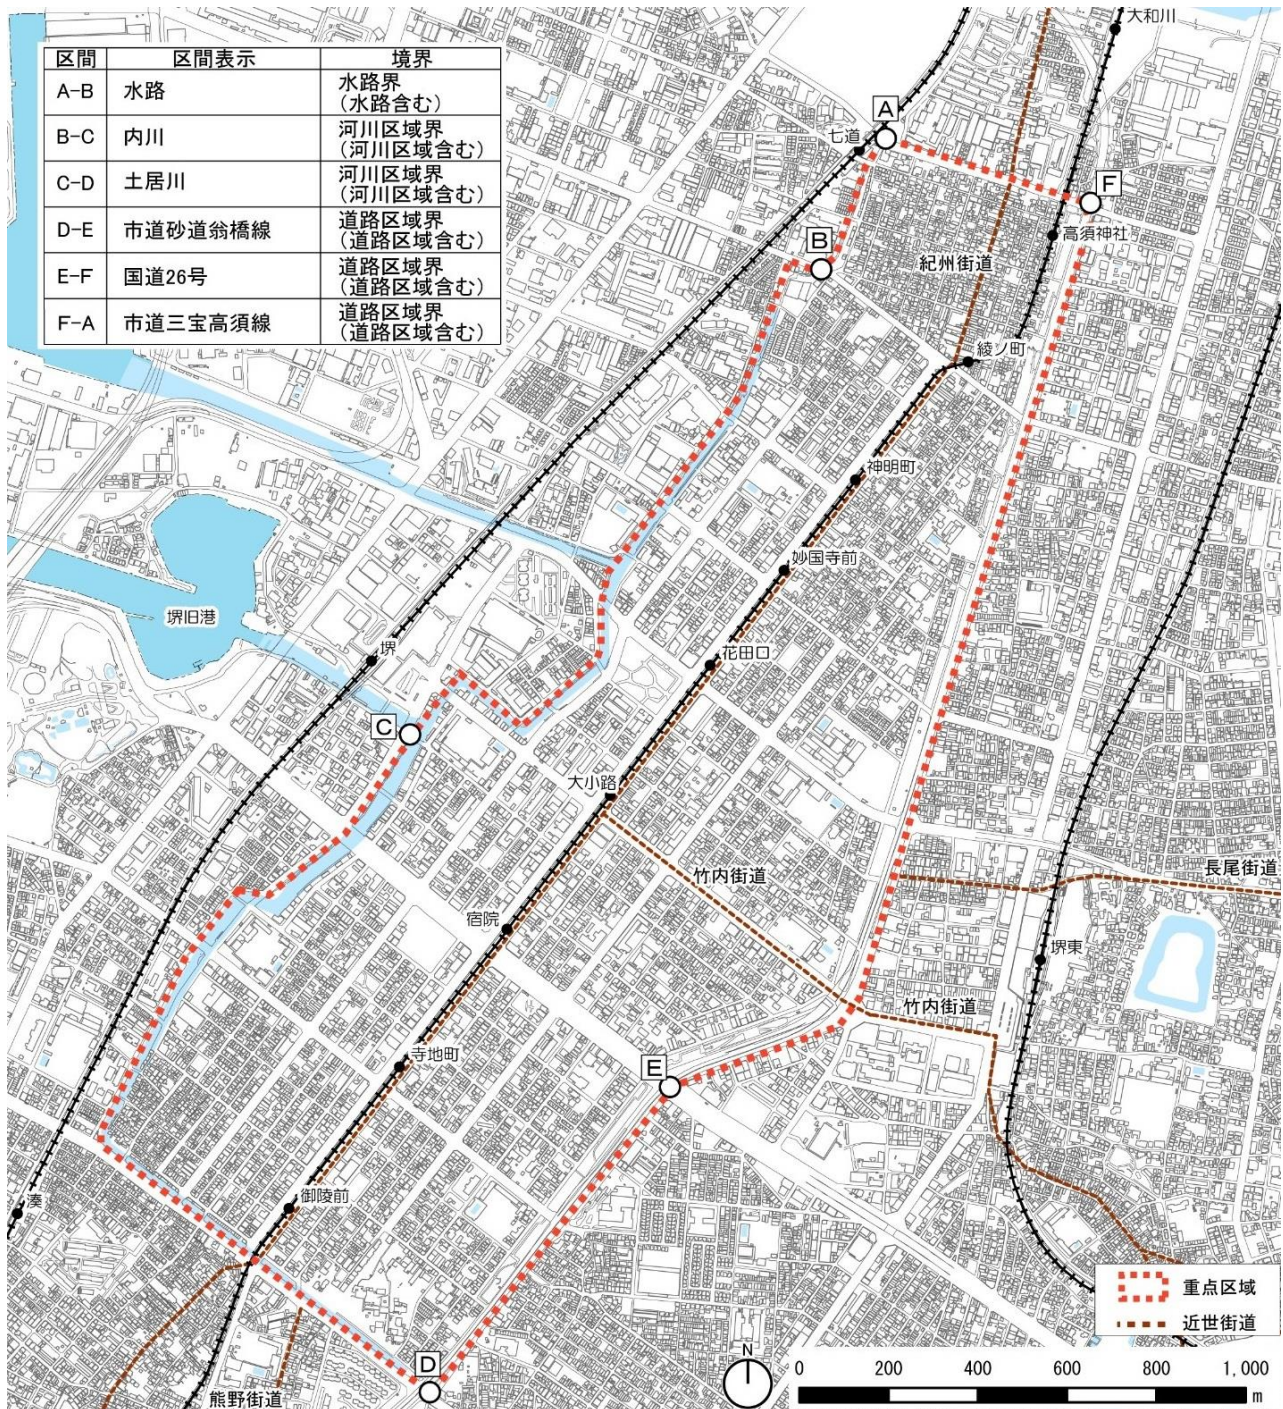 区間 区間表示 境界
A-B 水路 水路界
(水路含む)
B-C 内川 河川区域界
(河川区域含む)
C-D 土居川 河川区域界
(河川区域含む)
D-E 市道砂道翁橋線 道路区域界
(道路区域含む)
E-F 国道26号 道路区域界
(道路区域含む)
F-A 市道三宝高須線 道路区域界
(道路区域含む)
大和川
A
七道
F
高須神社
B
紀州街道
綾ノ町
神明町
妙国寺前
堺旧港
堺
花田口
C
大小路
竹内街道
長尾街道
宿院
堺東
竹内街道
寺地町
E
御陵前
湊
重点区域
近世街道
D
熊野街道
N
0 200 400 600 800 1,000
m